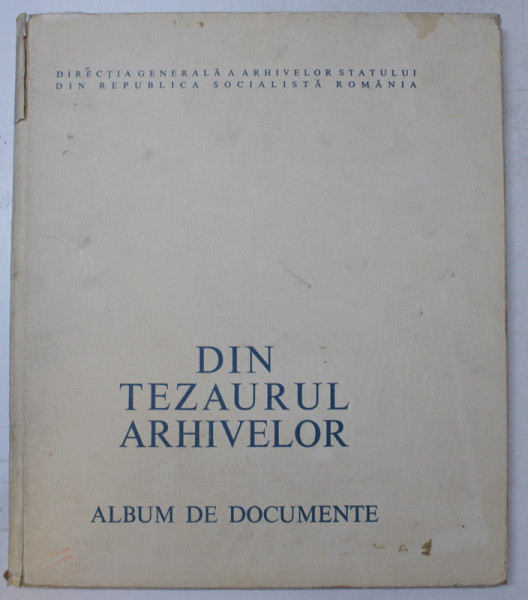 DIRECȚIA GENERALĂ A ARHIVELOR STATULUI
DIN REPUBLICA SOCIALISTĂ ROMÂNIA
DIN
TEZAURUL
ARHIVELOR
ALBUM DE DOCUMENTE